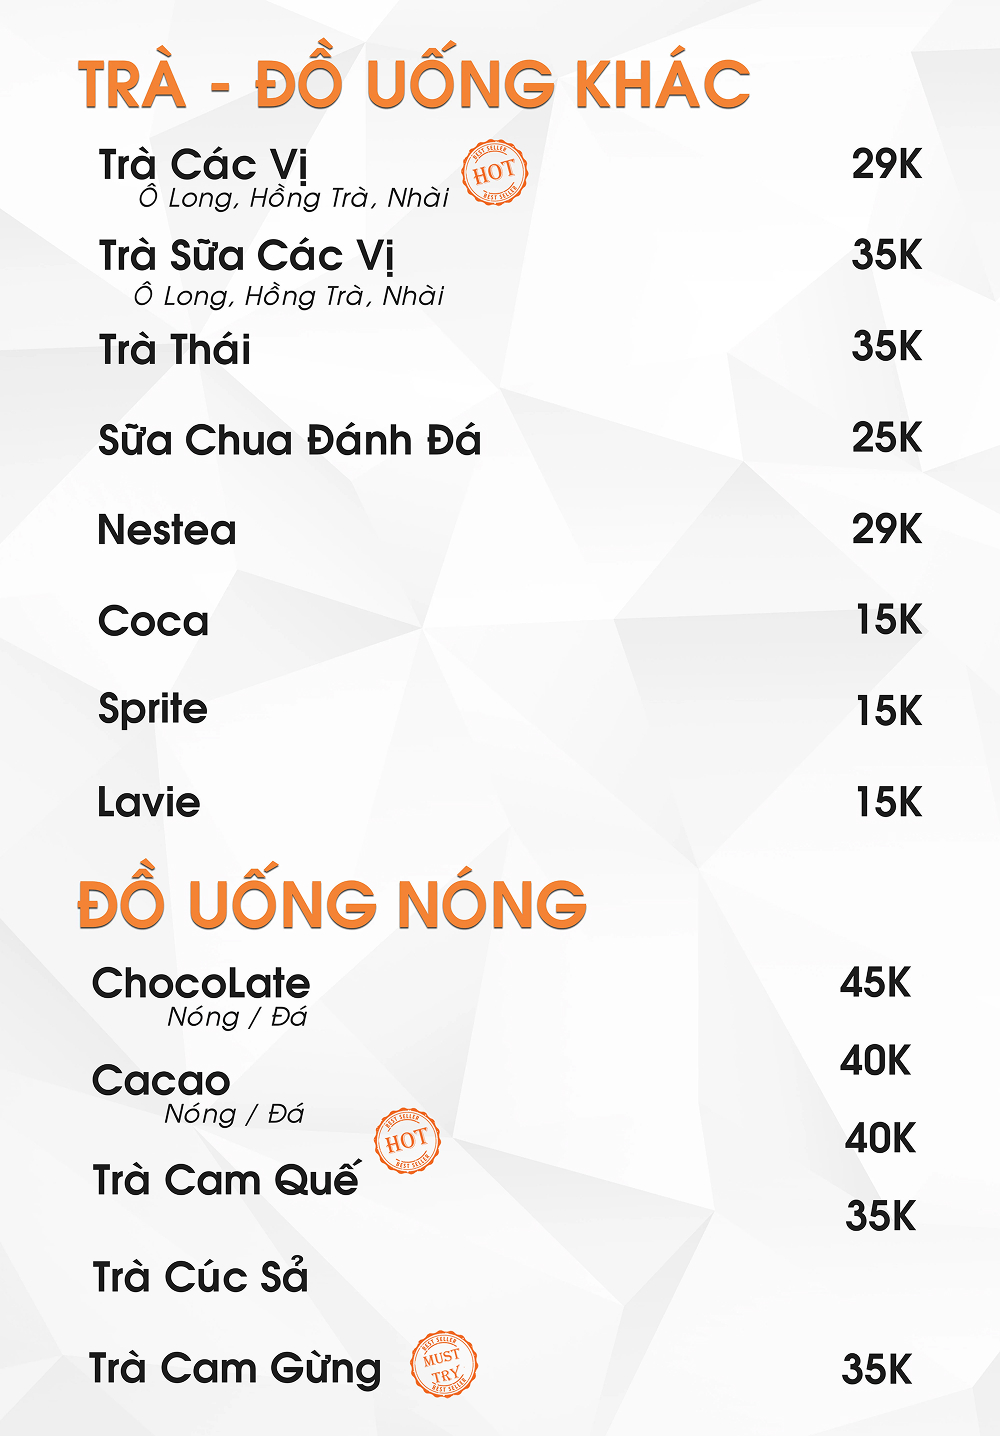 TRÀ - ĐỒ UỐNG KHÁC
Trà Các Vị 29K
Ô Long, Hồng Trà, Nhài
BEST SELLER
HOT
BEST SELLER
Trà Sữa Các Vị 35K
Ô Long, Hồng Trà, Nhài
Trà Thái 35K
Sữa Chua Đánh Đá 25K
Nestea 29K
Coca 15K
Sprite 15K
Lavie 15K
ĐỒ UỐNG NÓNG
ChocoLate 45K
Nóng / Đá
Cacao 40K
Nóng / Đá
BEST SELLER
HOT
BEST SELLER
Trà Cam Quế 40K
Trà Cúc Sả 35K
Trà Cam Gừng 35K
BEST SELLER
MUST
TRY
BEST SELLER